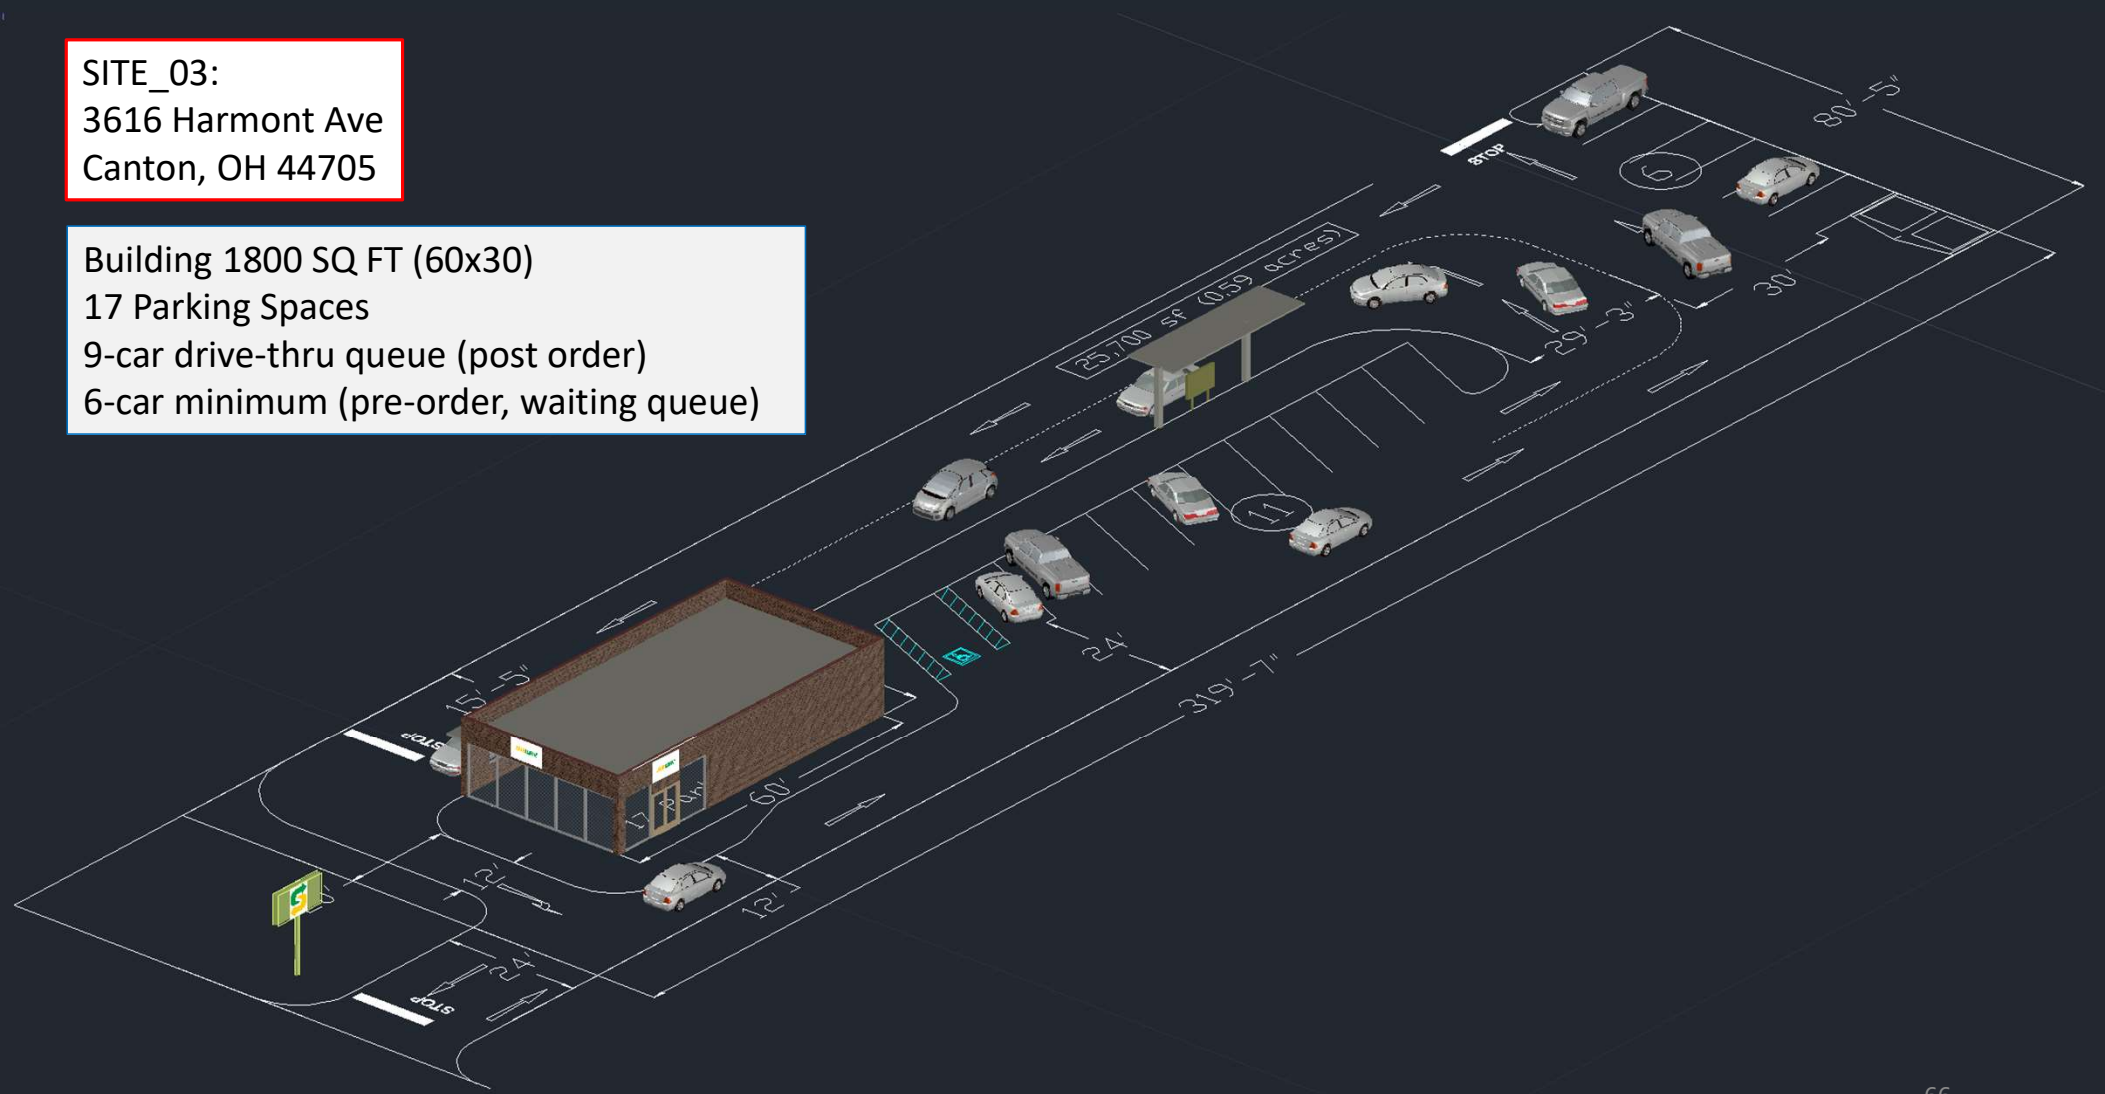 SITE_03:
3616 Harmont Ave
Canton, OH 44705
Building 1800 SQ FT (60x30)
17 Parking Spaces
9-car drive-thru queue (post order)
6-car minimum (pre-order, waiting queue)
80'-5"
STOP
6
25,700 sf (0.59 acres)
30'
29'-3"
11
24'
319'-7"
15'-5"
STOP
60'
12'
12'
24'
STOP